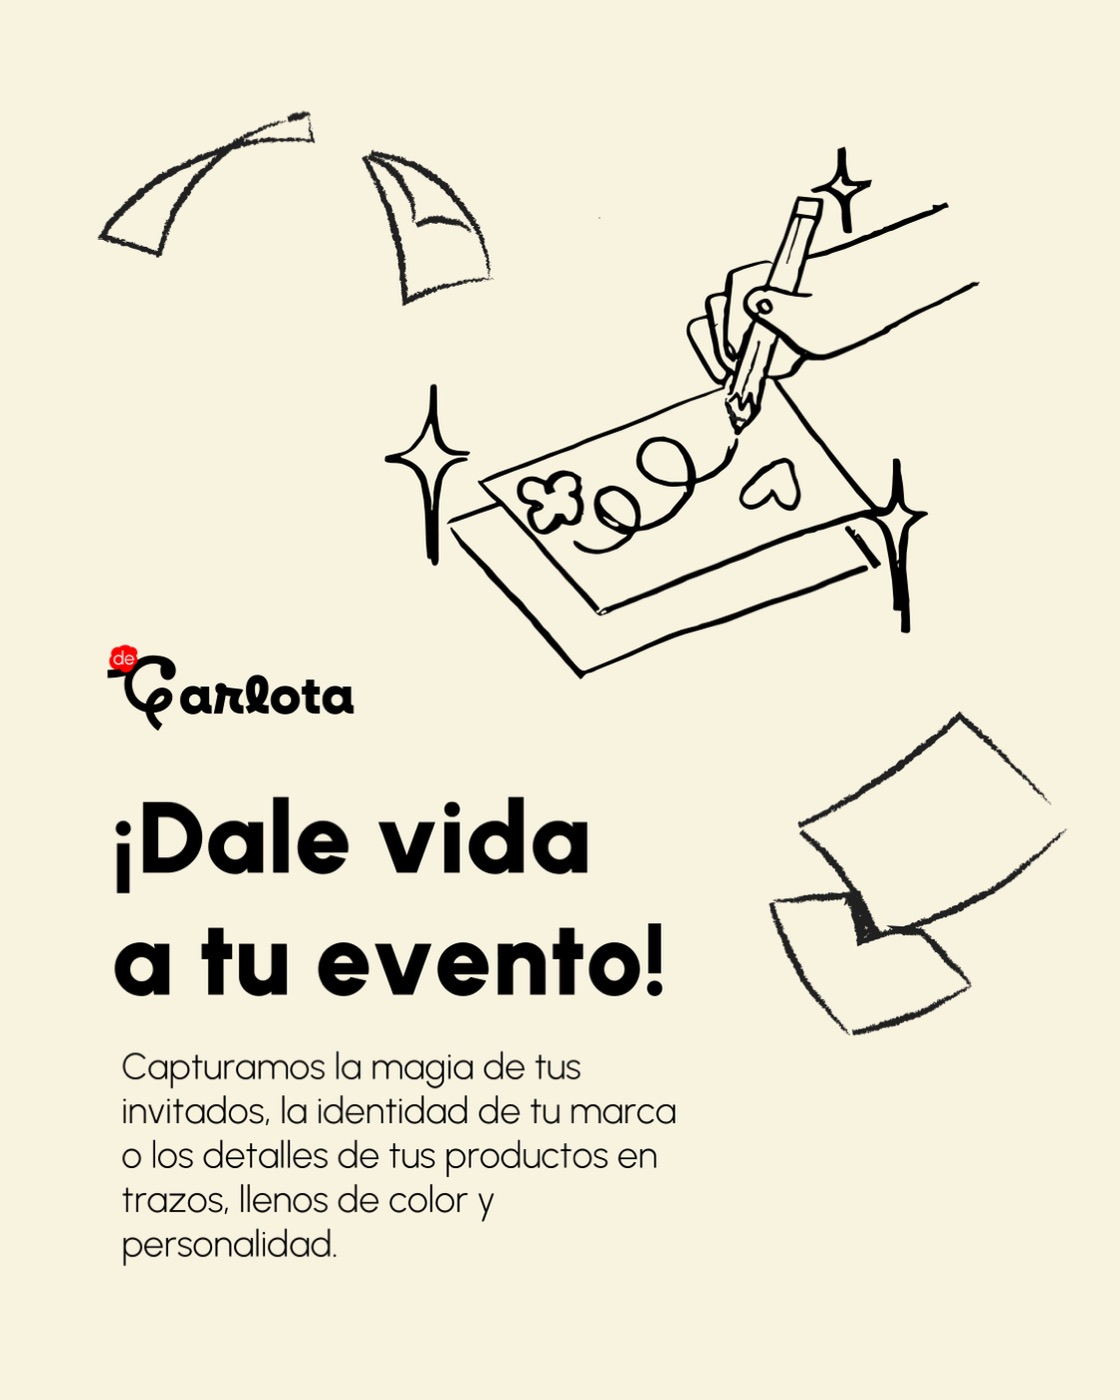 de
Carlota
¡Dale vida
a tu evento!
Capturamos la magia de tus
invitados, la identidad de tu marca
o los detalles de tus productos en
trazos, llenos de color y
personalidad.